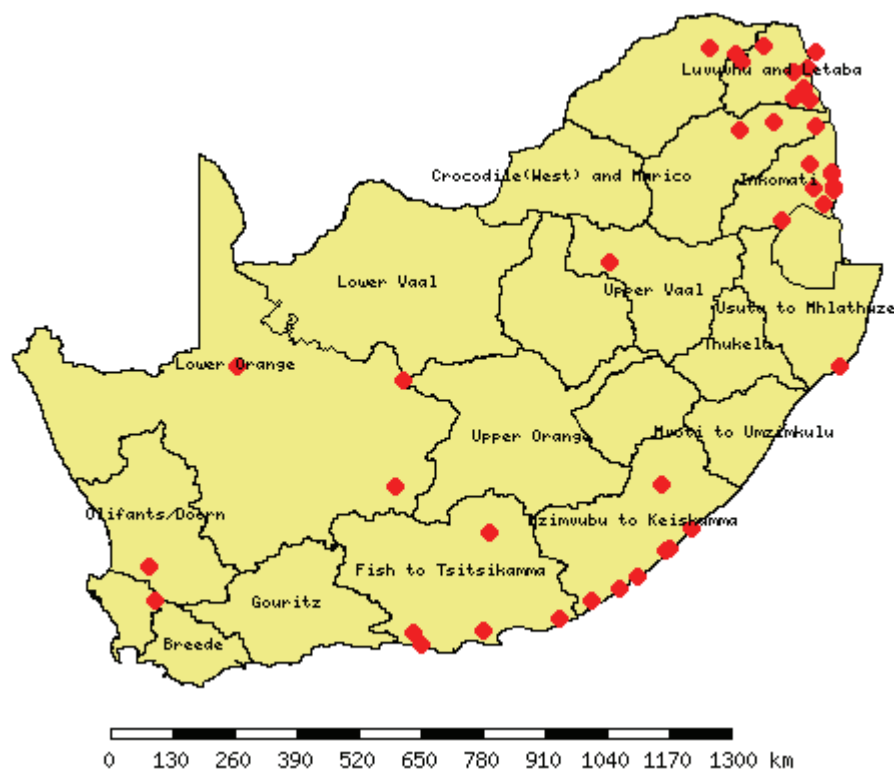 Luvuvhu and Letaba
Crocodile(West) and Marico
Inkomati
Lower Vaal
Upper Vaal
Usutu to Mhlathuze
Thukela
Lower Orange
Upper Orange
Mvoti to Umzimkulu
Olifants/Doorn
Mzimvubu to Keiskamma
Fish to Tsitsikamma
Gouritz
Breede
0 130 260 390 520 650 780 910 1040 1170 1300 km